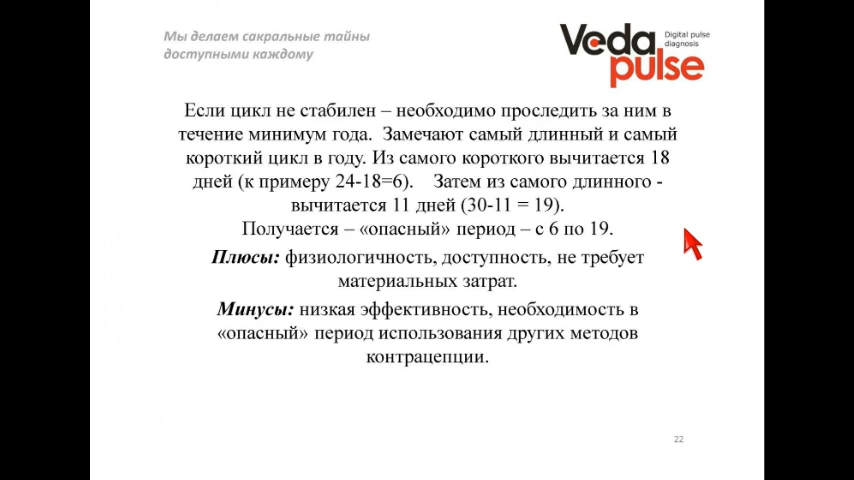 Мы делаем сакральные тайны
доступными каждому
Veda
pulse
Digital pulse
diagnosis
Если цикл не стабилен – необходимо проследить за ним в
течение минимум года. Замечают самый длинный и самый
короткий цикл в году. Из самого короткого вычитается 18
дней (к примеру 24-18=6). Затем из самого длинного -
вычитается 11 дней (30-11 = 19).
Получается – «опасный» период – с 6 по 19.
Плюсы: физиологичность, доступность, не требует
материальных затрат.
Минусы: низкая эффективность, необходимость в
«опасный» период использования других методов
контрацепции.
22